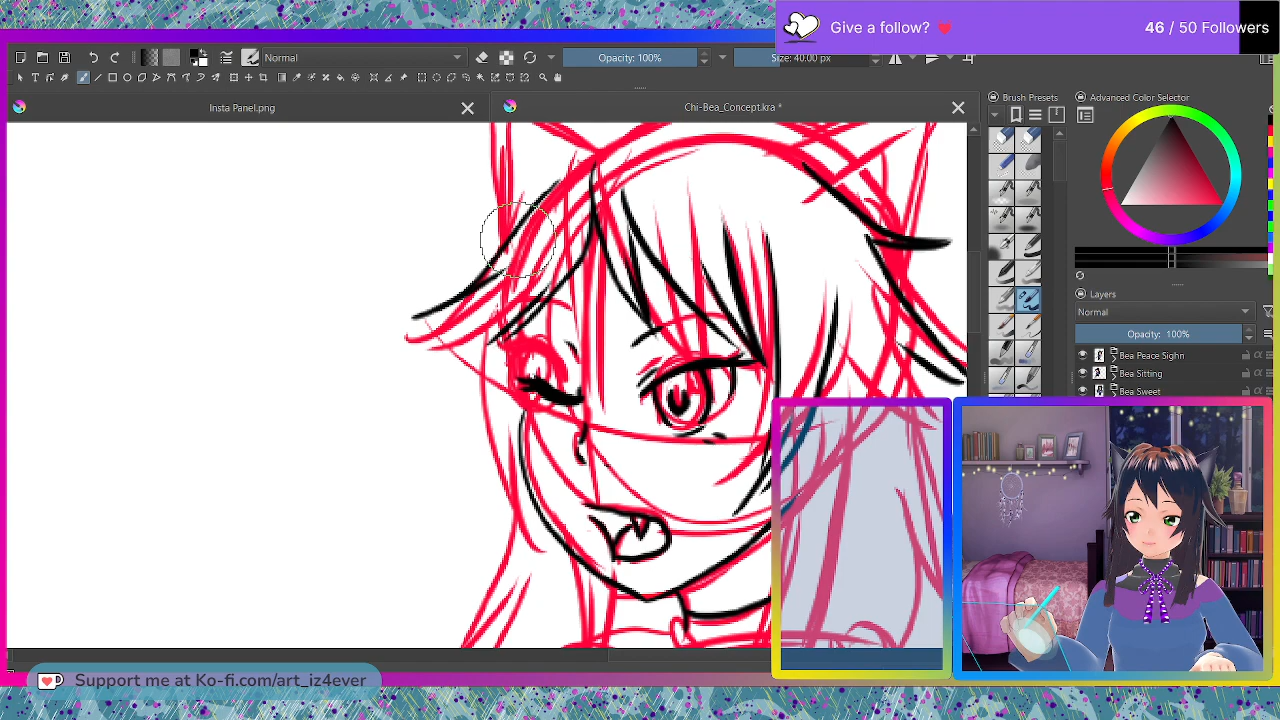 Give a follow?
46 / 50 Followers
Normal
Opacity: 100%
Size: 40.00 px
Insta Panel.png
Chi-Bea_Concept.kra *
Brush Presets
Advanced Color Selector
Layers
Normal
Opacity: 100%
Bea Peace Sighn
Bea Sitting
Bea Sweet
Support me at Ko-fi.com/art_iz4ever